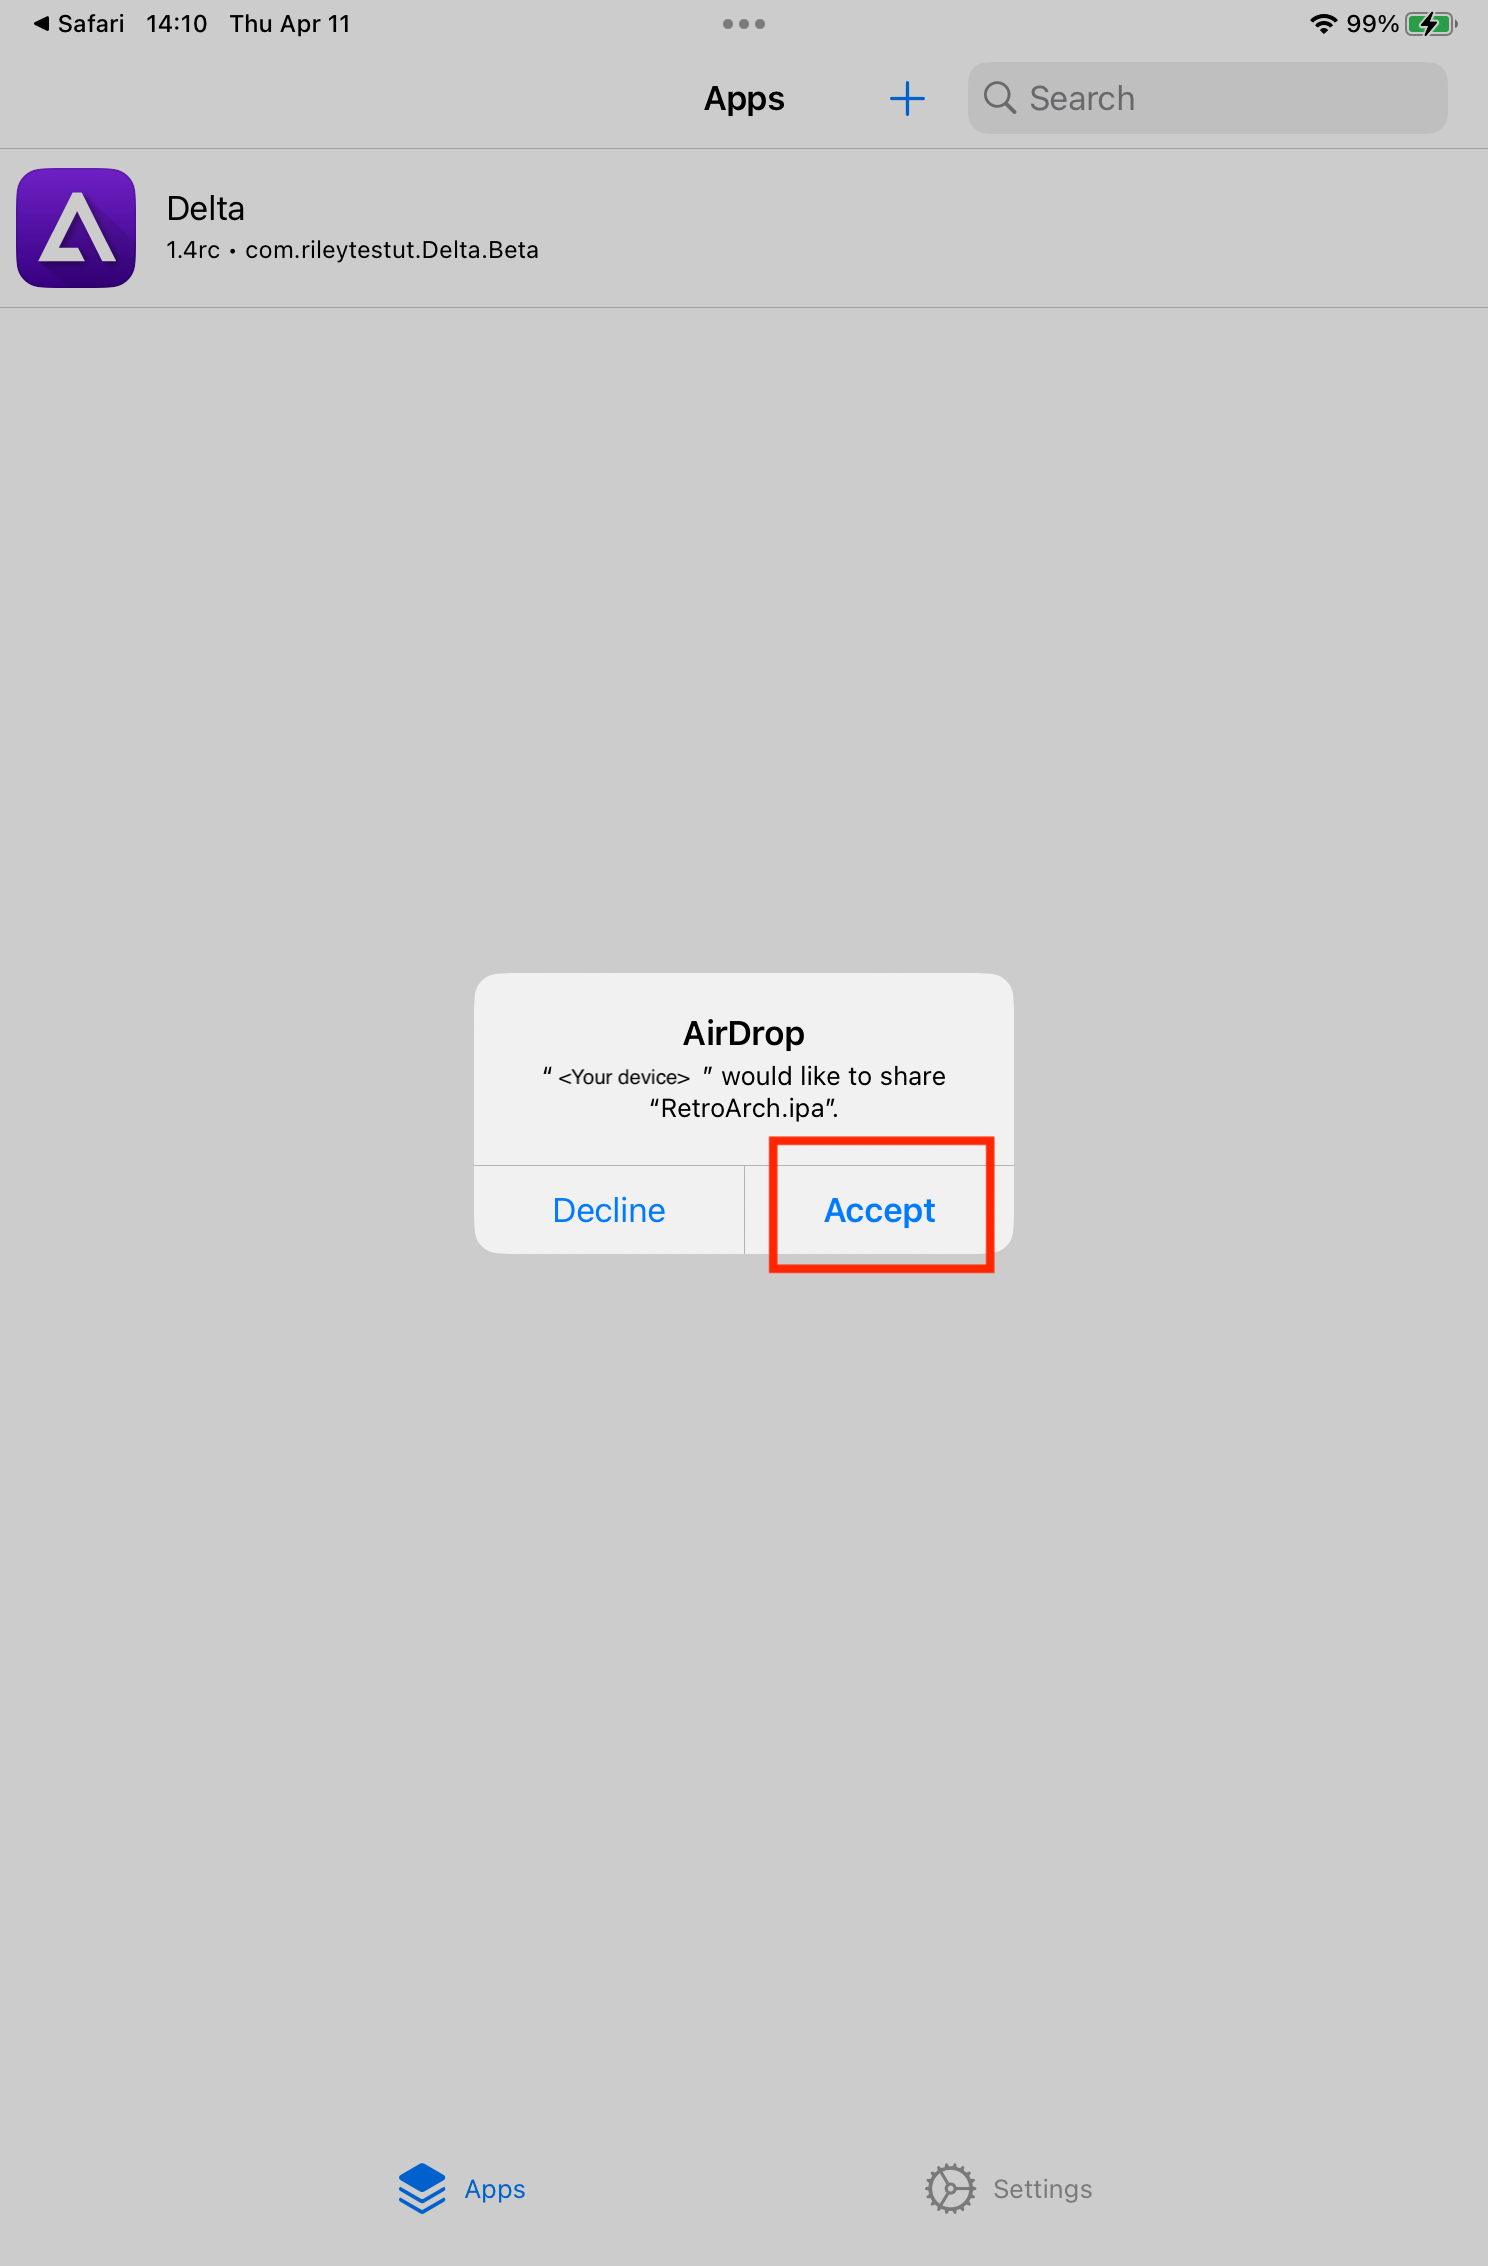 Safari 14:10 Thu Apr 11 99%
Apps Search
Delta
1.4rc • com.rileytestut.Delta.Beta
AirDrop
“ <Your device> ” would like to share
“RetroArch.ipa”.
Decline Accept
Apps Settings